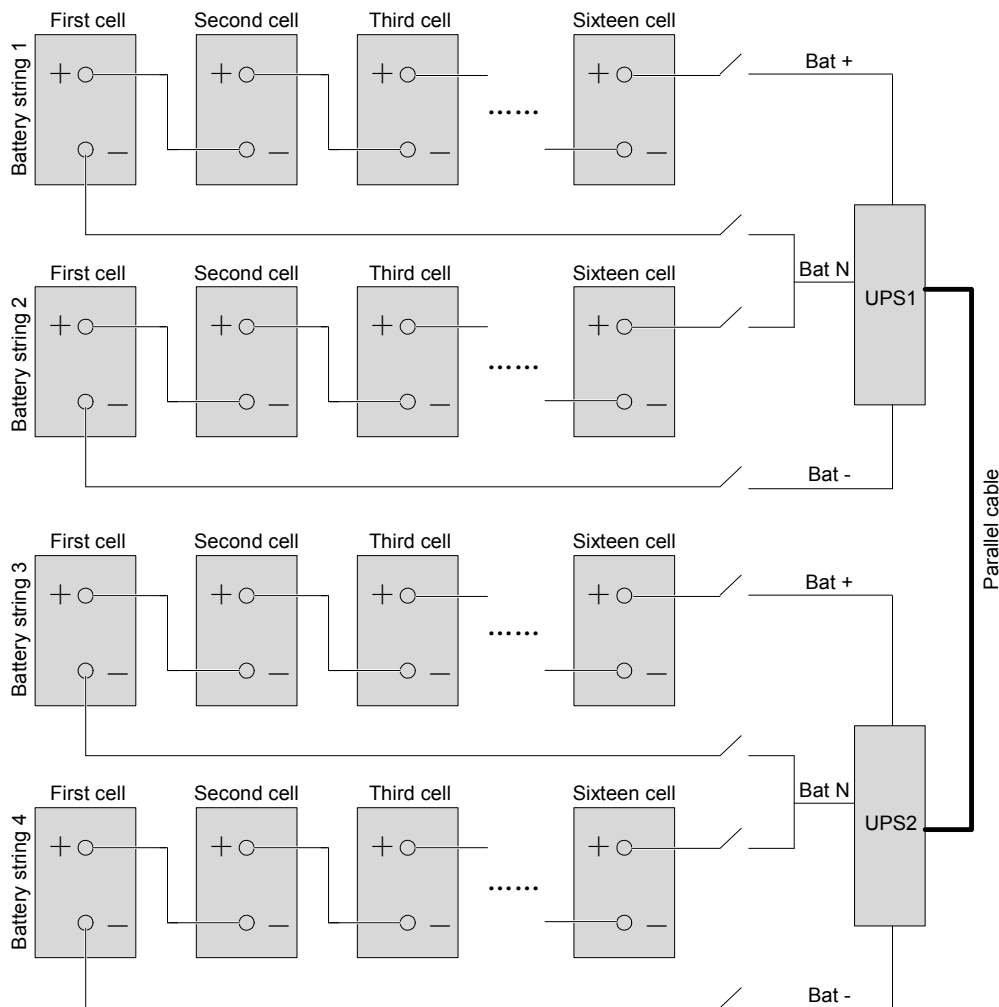 First cell Second cell Third cell Sixteen cell
Battery string 1
+ + + +
Bat +
......
— — — —
First cell Second cell Third cell Sixteen cell
Bat N
UPS1
Battery string 2
+ + + +
......
— — — —
Bat -
Parallel cable
First cell Second cell Third cell Sixteen cell
Battery string 3
+ + + +
Bat +
......
— — — —
First cell Second cell Third cell Sixteen cell
Bat N
UPS2
Battery string 4
+ + + +
......
— — — —
Bat -